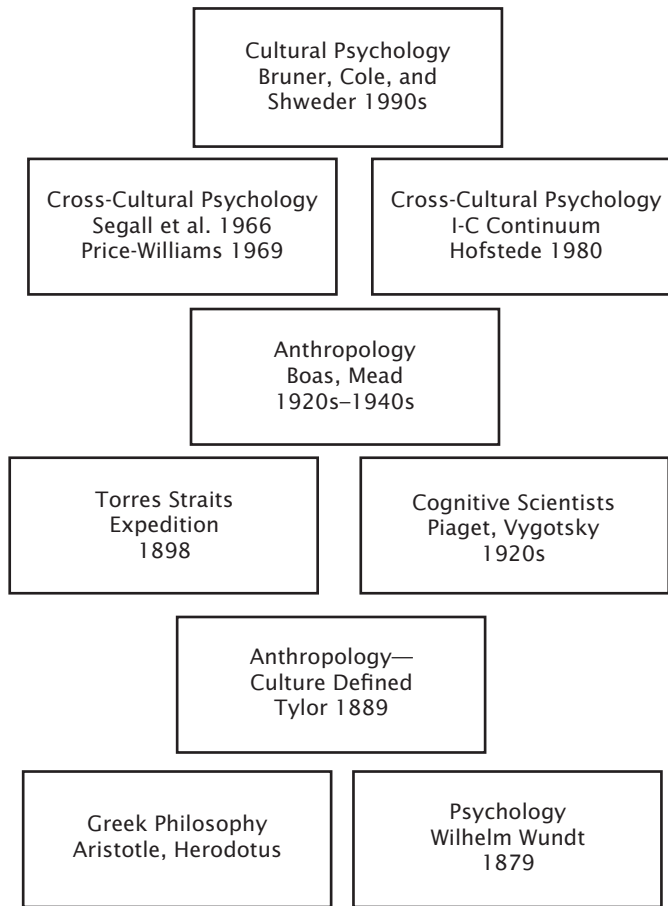 Cultural Psychology
Bruner, Cole, and
Shweder 1990s
Cross-Cultural Psychology
Segall et al. 1966
Price-Williams 1969
Cross-Cultural Psychology
I-C Continuum
Hofstede 1980
Anthropology
Boas, Mead
1920s–1940s
Torres Straits
Expedition
1898
Cognitive Scientists
Piaget, Vygotsky
1920s
Anthropology—
Culture Defined
Tylor 1889
Greek Philosophy
Aristotle, Herodotus
Psychology
Wilhelm Wundt
1879